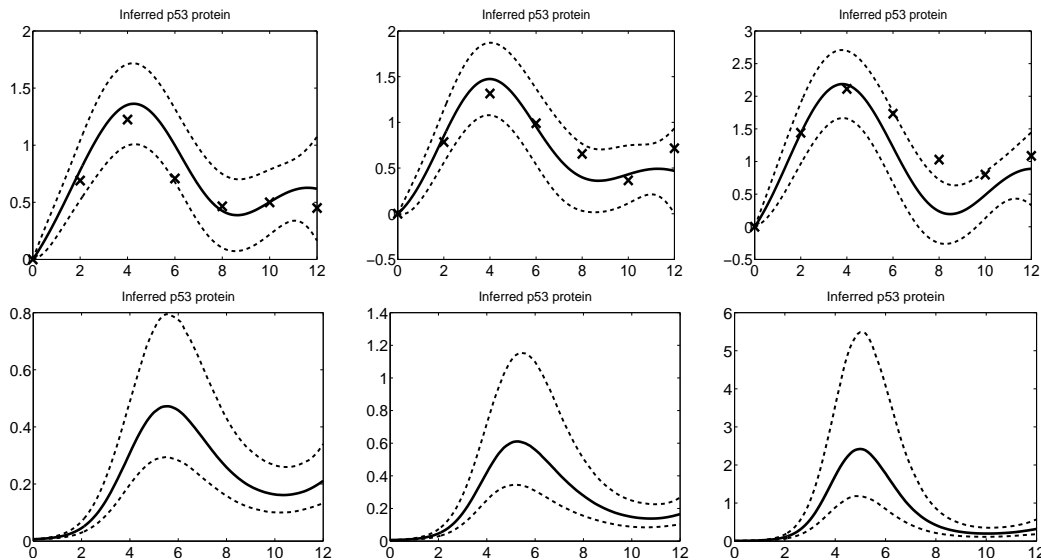 Inferred p53 protein Inferred p53 protein Inferred p53 protein
2 2 3
1.5 1.5 2.5
1 1 2
0.5 0.5 1.5
0 0 1
−0.5 0.5
0
−0.5
0 2 4 6 8 10 12 0 2 4 6 8 10 12 0 2 4 6 8 10 12
Inferred p53 protein Inferred p53 protein Inferred p53 protein
0.8 1.4 6
0.6 1.2 5
0.4 1 4
0.2 0.8 3
0 0.6 2
0.4 1
0.2 0
0
0 2 4 6 8 10 12 0 2 4 6 8 10 12 0 2 4 6 8 10 12